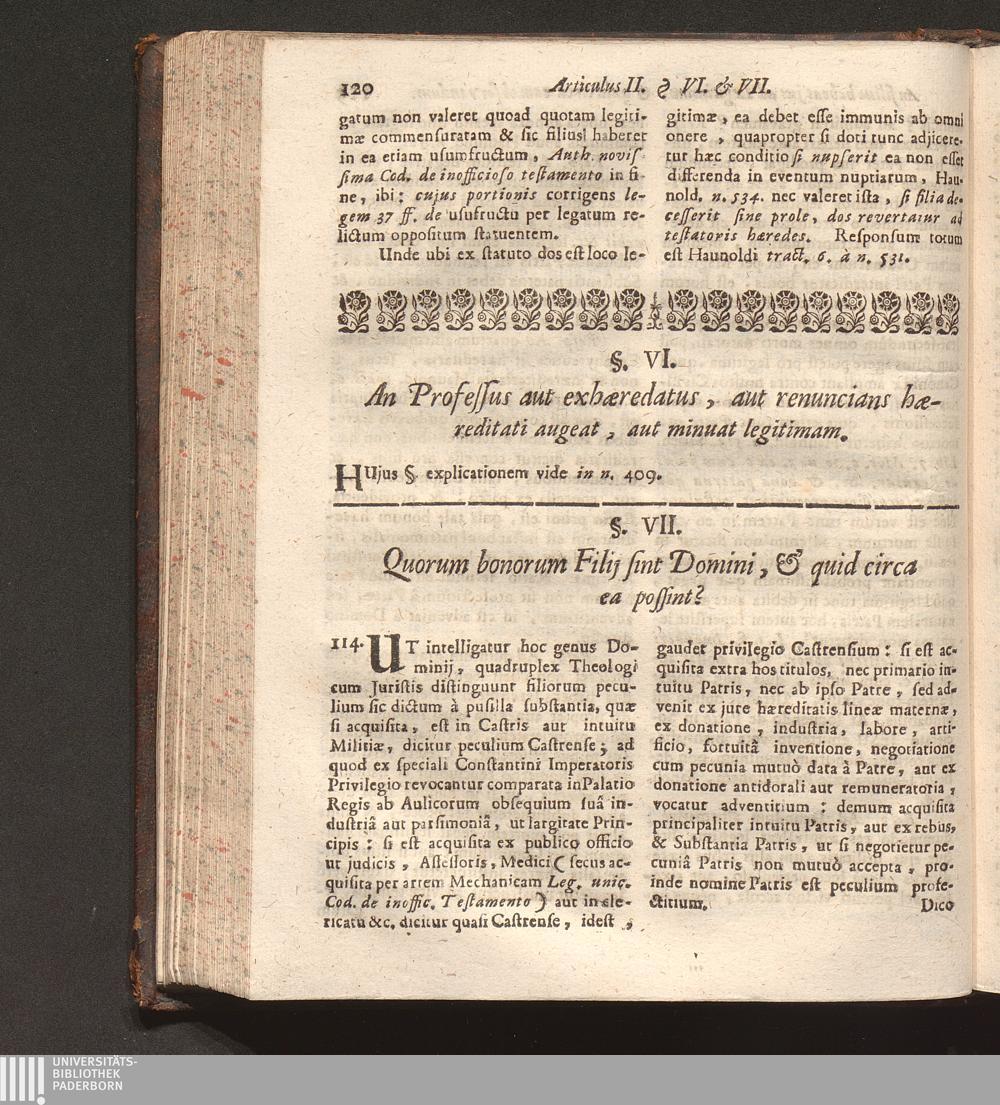 120 Articulus II. § VI. & VII.
gatum non valeret quoad quotam legiti-
mæ commensuratam & sic filiusl haberet
in ea etiam usumfructum, Auth. novis-
sima Cod. de inofficioso testamento in fi-
ne, ibi: cujus portionis corrigens le-
gem 37 ff. de usufructu per legatum re-
lictum oppositum statuentem.
Unde ubi ex statuto dos est loco le-
gitimæ, ea debet esse immunis ab omni
onere, quapropter si doti tunc adjicere-
tur hæc conditio si nupserit ea non esset
differenda in eventum nuptiarum, Hau-
nold. n. 534. nec valeret ista, si filia de-
cesserit sine prole, dos revertatur ad
testatoris hæredes. Responsum totum
est Haunoldi tract. 6. à n. 531.
§. VI.
An Professus aut exhæredatus, aut renuncians hæ-
reditati augeat, aut minuat legitimam.
HUjus §. explicationem vide in n. 409.
§. VII.
Quorum bonorum Filij sint Domini, & quid circa
ea possint?
114. UT intelligatur hoc genus Do-
minij, quadruplex Theologi
cum Juristis distinguunt filiorum pecu-
lium sic dictum à pusilla substantia, quæ
si acquisita, est in Castris aut intuitu
Militiæ, dicitur peculium Castrense; ad
quod ex speciali Constantini Imperatoris
Privilegio revocantur comparata in Palatio
Regis ab Aulicorum obsequium suâ in-
dustriâ aut parsimoniâ, ut largitate Prin-
cipis: si est acquisita ex publico officio
ut judicis, Assessoris, Medici (secus ac-
quisita per artem Mechanicam Leg. unic.
Cod. de inoffic. Testamento) aut in cle-
ricatu &c. dicitur quasi Castrense, idest,
gaudet privilegio Castrensium: si est ac-
quisita extra hos titulos, nec primario in-
tuitu Patris, nec ab ipso Patre, sed ad-
venit ex jure hæreditatis lineæ maternæ,
ex donatione, industria, labore, arti-
ficio, fortuitâ inventione, negotiatione
cum pecunia mutuò data à Patre, aut ex
donatione antidorali aut remuneratoria,
vocatur adventitium: demum acquisita
principaliter intuitu Patris, aut ex rebus,
& Substantia Patris, ut si negotietur pe-
cuniâ Patris non mutuò accepta, pro-
inde nomine Patris est peculium profe-
ctitium.
Dico
UNIVERSITÄTS-
BIBLIOTHEK
PADERBORN